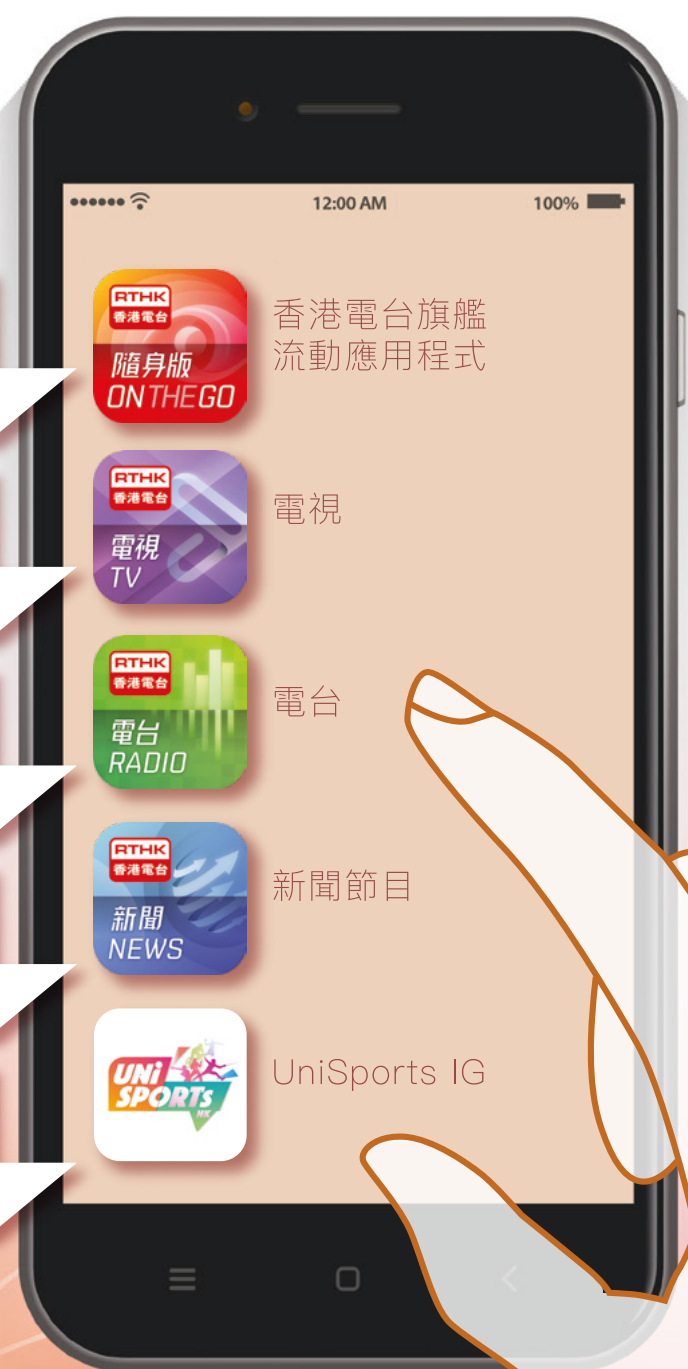 12:00 AM
100%
RTHK
香港電台
隨身版
ON THE GO
香港電台旗艦
流動應用程式
RTHK
香港電台
電視
TV
電視
RTHK
香港電台
電台
RADIO
電台
RTHK
香港電台
新聞
NEWS
新聞節目
UNi
SPORTs
HK
UniSports IG